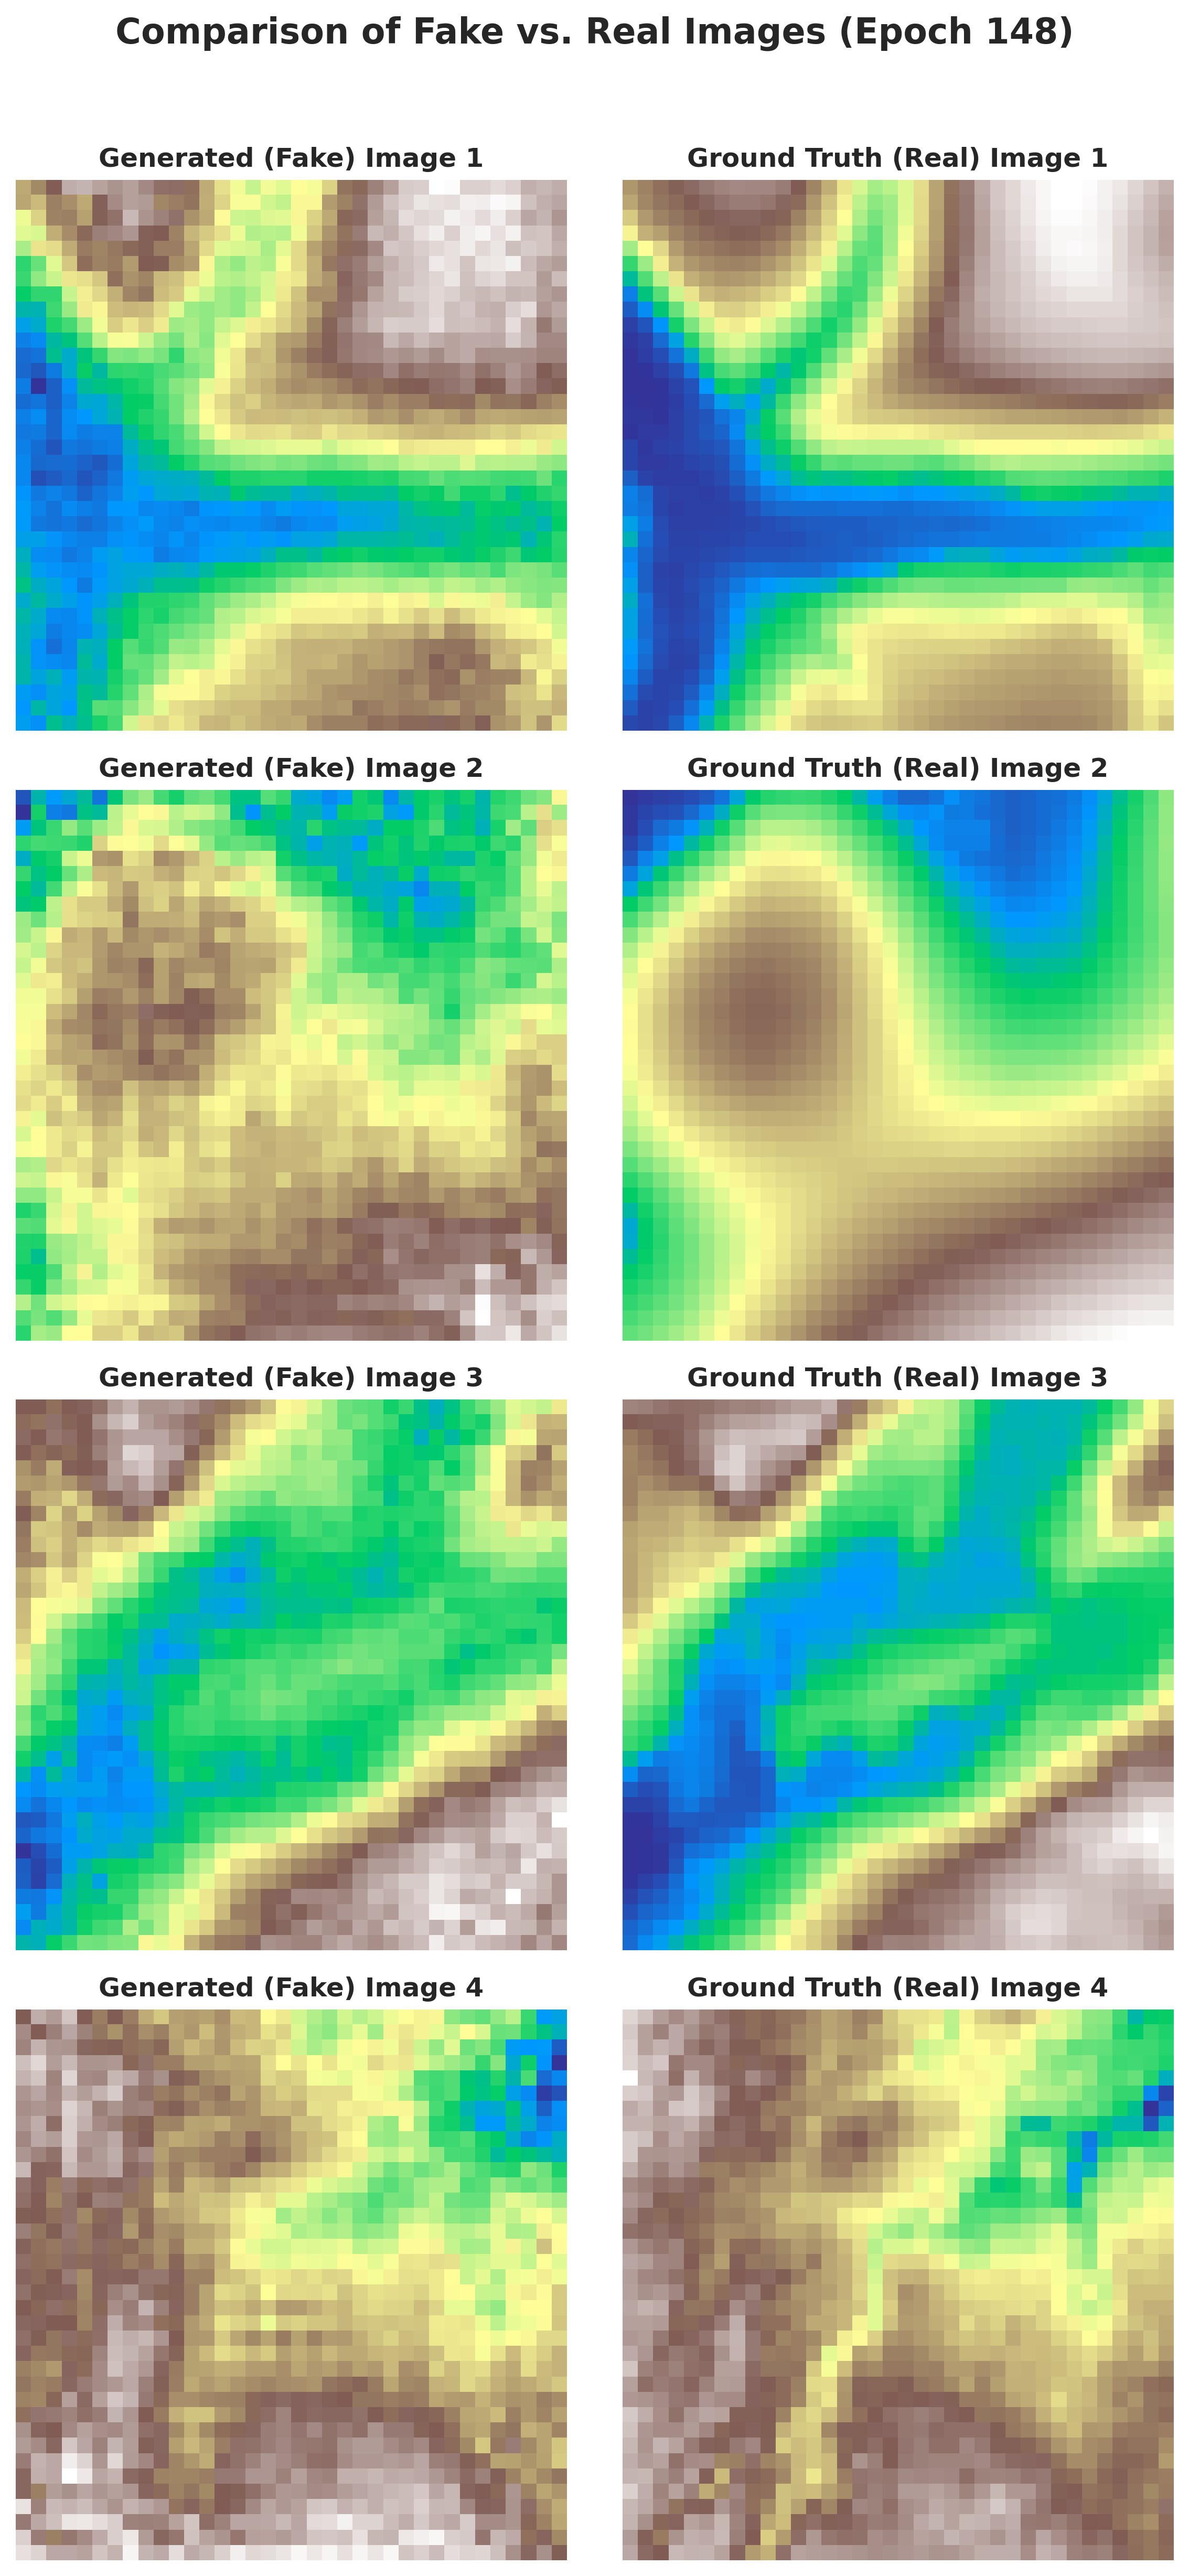 Comparison of Fake vs. Real Images (Epoch 148)
Generated (Fake) Image 1
Ground Truth (Real) Image 1
Generated (Fake) Image 2
Ground Truth (Real) Image 2
Generated (Fake) Image 3
Ground Truth (Real) Image 3
Generated (Fake) Image 4
Ground Truth (Real) Image 4